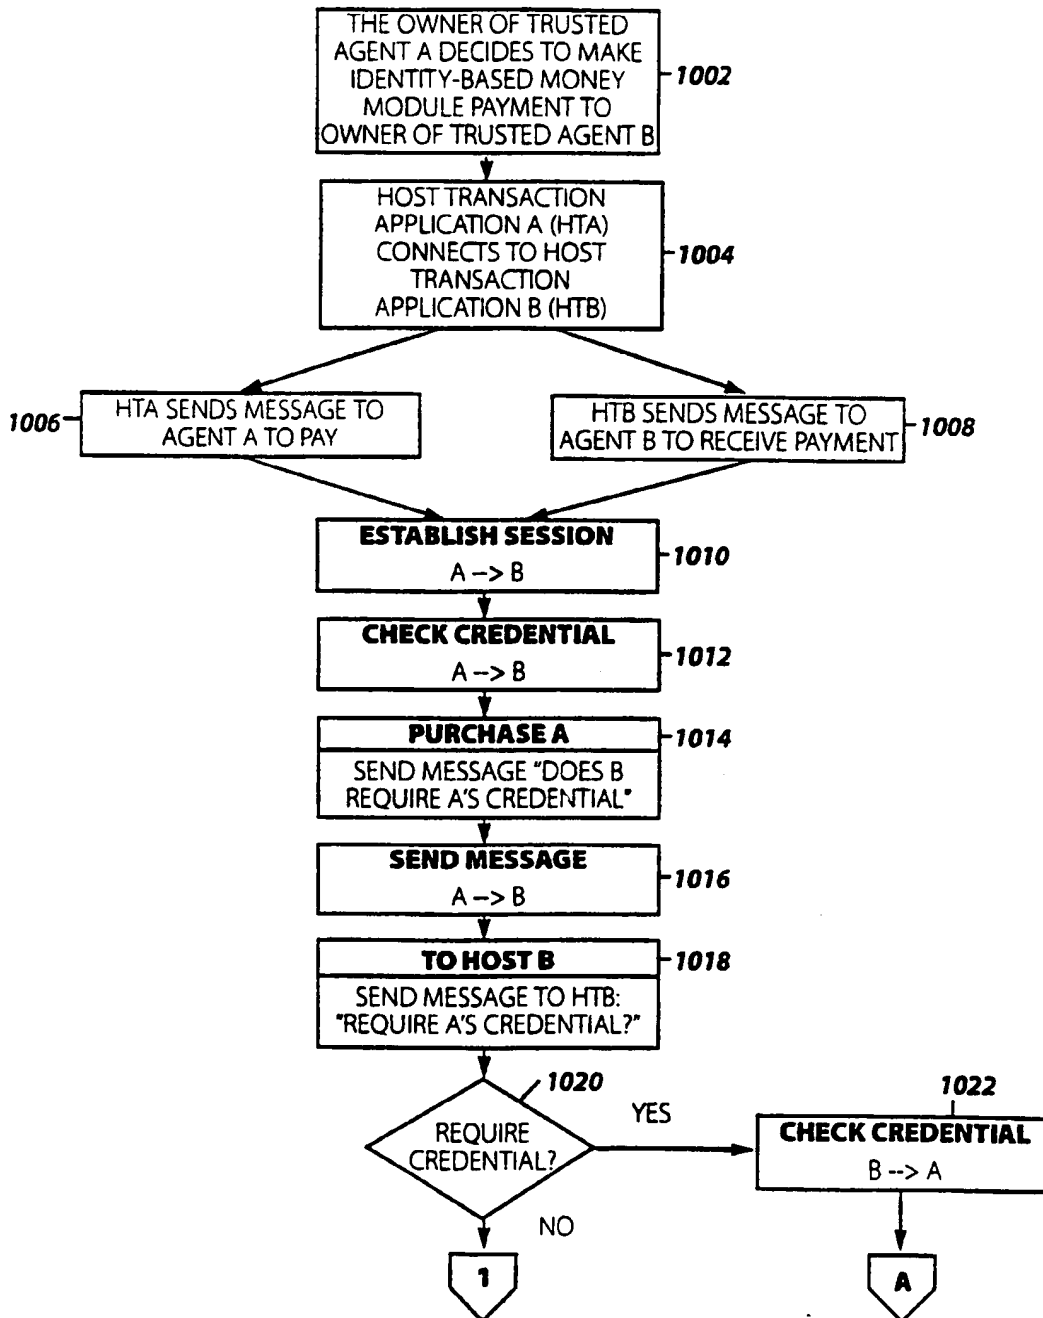 THE OWNER OF TRUSTED
AGENT A DECIDES TO MAKE
IDENTITY-BASED MONEY
MODULE PAYMENT TO
OWNER OF TRUSTED AGENT B
1002
HOST TRANSACTION
APPLICATION A (HTA)
CONNECTS TO HOST
TRANSACTION
APPLICATION B (HTB)
1004
1006
HTA SENDS MESSAGE TO
AGENT A TO PAY
HTB SENDS MESSAGE TO
AGENT B TO RECEIVE PAYMENT
1008
ESTABLISH SESSION
A --> B
1010
CHECK CREDENTIAL
A --> B
1012
PURCHASE A
1014
SEND MESSAGE "DOES B
REQUIRE A'S CREDENTIAL"
SEND MESSAGE
A --> B
1016
TO HOST B
1018
SEND MESSAGE TO HTB:
"REQUIRE A'S CREDENTIAL?"
1020
REQUIRE
CREDENTIAL?
YES
1022
CHECK CREDENTIAL
B --> A
NO
1
A